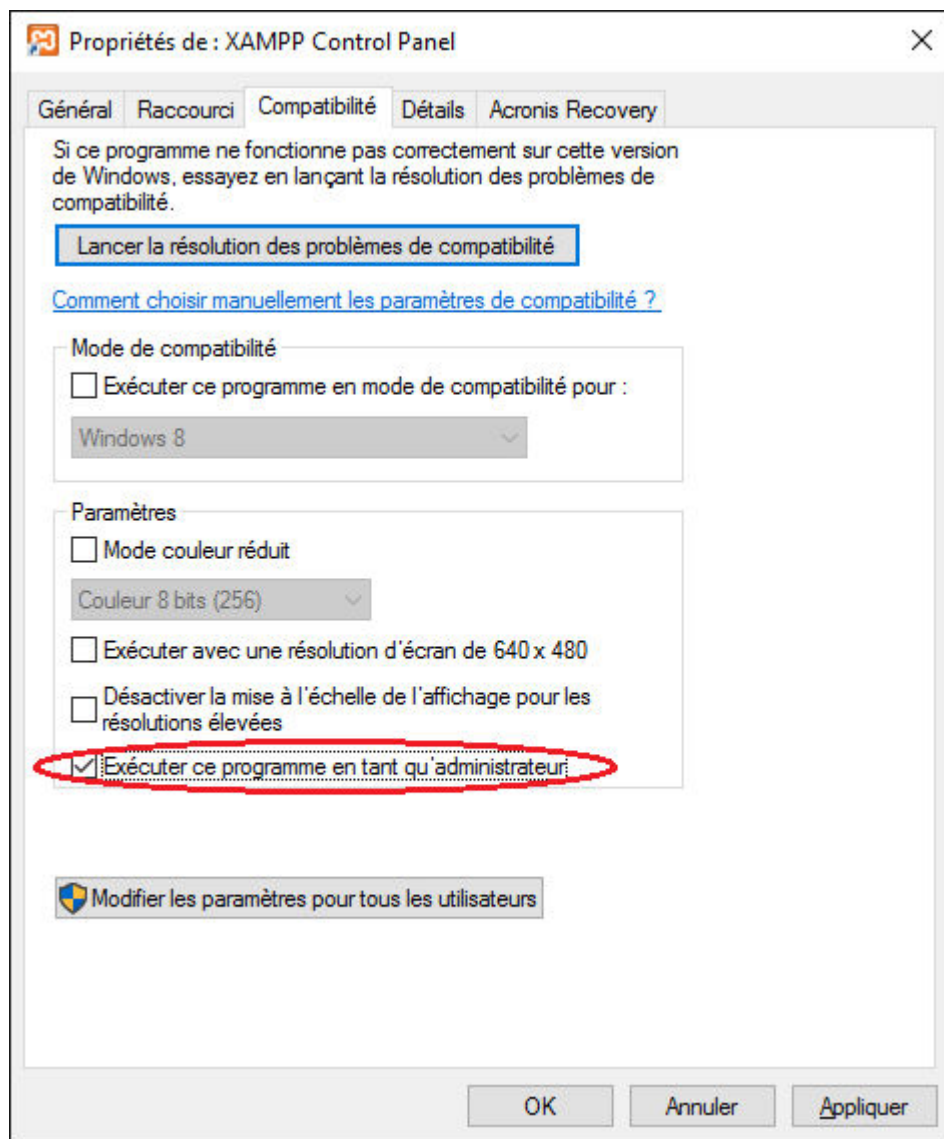 Propriétés de : XAMPP Control Panel
Général Raccourci Compatibilité Détails Acronis Recovery
Si ce programme ne fonctionne pas correctement sur cette version
de Windows, essayez en lançant la résolution des problèmes de
compatibilité.
Lancer la résolution des problèmes de compatibilité
Comment choisir manuellement les paramètres de compatibilité ?
Mode de compatibilité
Exécuter ce programme en mode de compatibilité pour :
Windows 8
Paramètres
Mode couleur réduit
Couleur 8 bits (256)
Exécuter avec une résolution d'écran de 640 x 480
Désactiver la mise à l'échelle de l'affichage pour les
résolutions élevées
Exécuter ce programme en tant qu'administrateur
Modifier les paramètres pour tous les utilisateurs
OK Annuler Appliquer